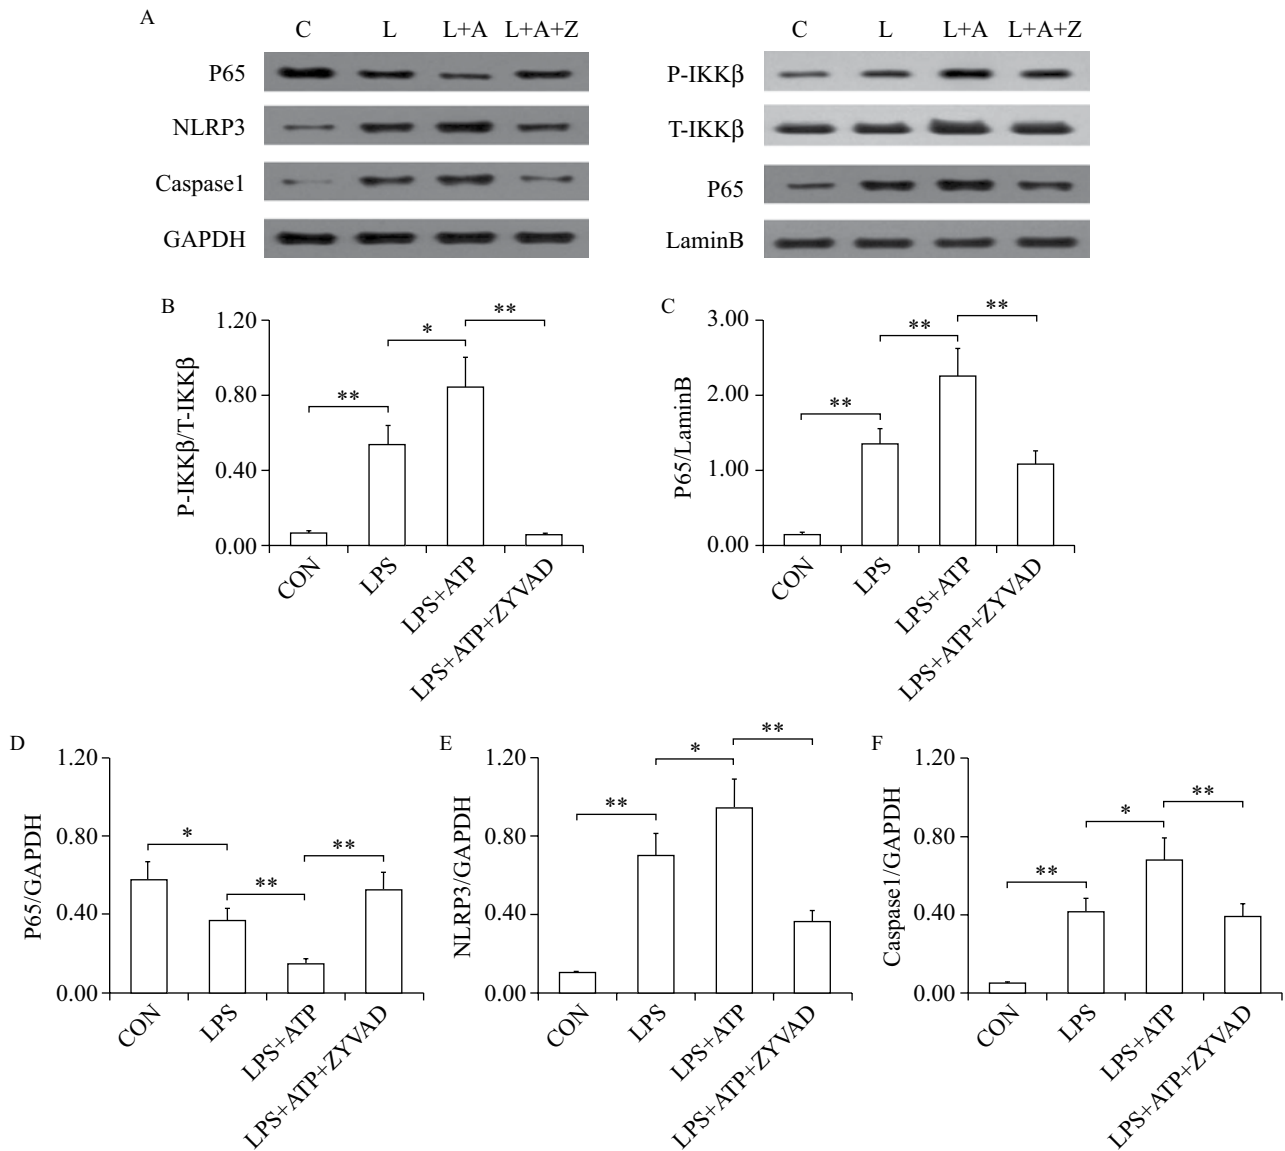 A
C L L+A L+A+Z
P65
NLRP3
Caspase1
GAPDH
C L L+A L+A+Z
P-IKKβ
T-IKKβ
P65
LaminB
B
P-IKKβ/T-IKKβ
1.20
0.80
0.40
0.00
**
*
**
CON
LPS
LPS+ATP
LPS+ATP+ZYVAD
C
P65/LaminB
3.00
2.00
1.00
0.00
**
**
**
CON
LPS
LPS+ATP
LPS+ATP+ZYVAD
D
P65/GAPDH
1.20
0.80
0.40
0.00
*
**
**
CON
LPS
LPS+ATP
LPS+ATP+ZYVAD
E
NLRP3/GAPDH
1.20
0.80
0.40
0.00
**
*
**
CON
LPS
LPS+ATP
LPS+ATP+ZYVAD
F
Caspase1/GAPDH
1.20
0.80
0.40
0.00
**
*
**
CON
LPS
LPS+ATP
LPS+ATP+ZYVAD